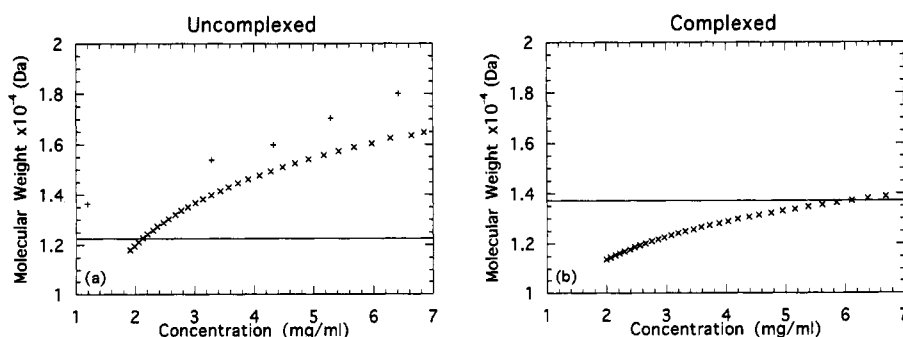 Uncomplexed
Molecular Weight x10⁻⁴ (Da)
2
1.8
1.6
1.4
1.2
1
(a)
1 2 3 4 5 6 7
Concentration (mg/ml)
Complexed
Molecular Weight x10⁻⁴ (Da)
2
1.8
1.6
1.4
1.2
1
(b)
1 2 3 4 5 6 7
Concentration (mg/ml)